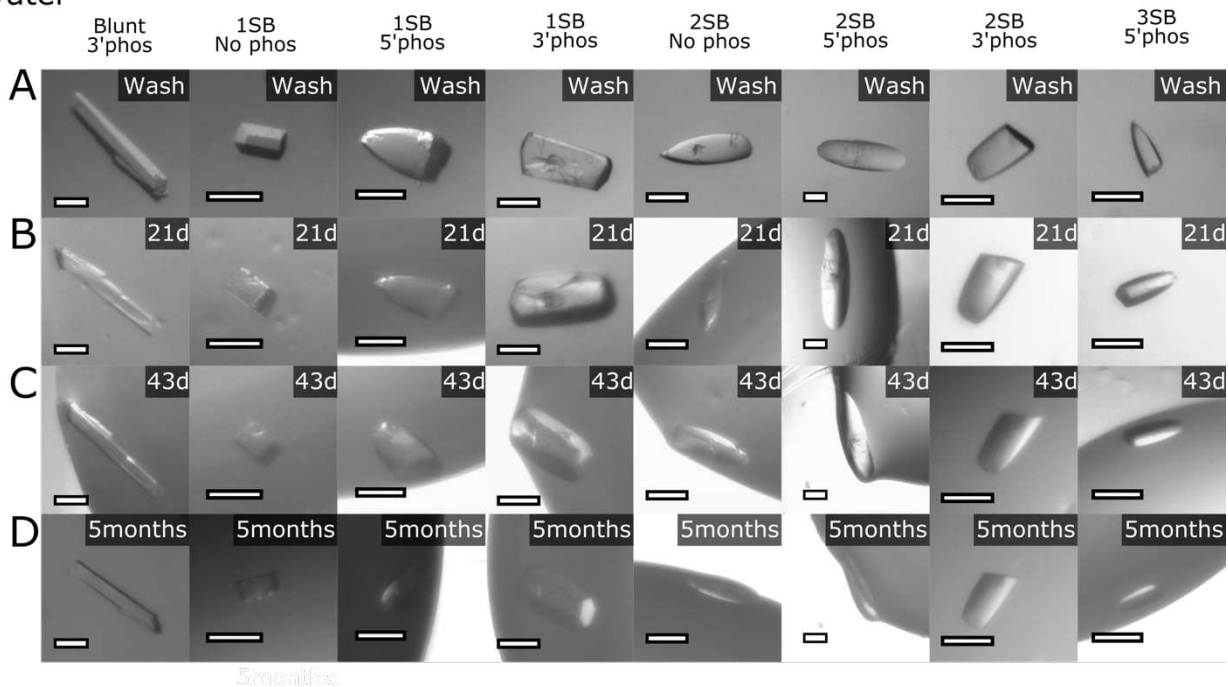 Blunt
3'phos
1SB
No phos
1SB
5'phos
1SB
3'phos
2SB
No phos
2SB
5'phos
2SB
3'phos
3SB
5'phos
A
Wash
Wash
Wash
Wash
Wash
Wash
Wash
Wash
B
21d
21d
21d
21d
21d
21d
21d
21d
C
43d
43d
43d
43d
43d
43d
43d
43d
D
5months
5months
5months
5months
5months
5months
5months
5months
5months